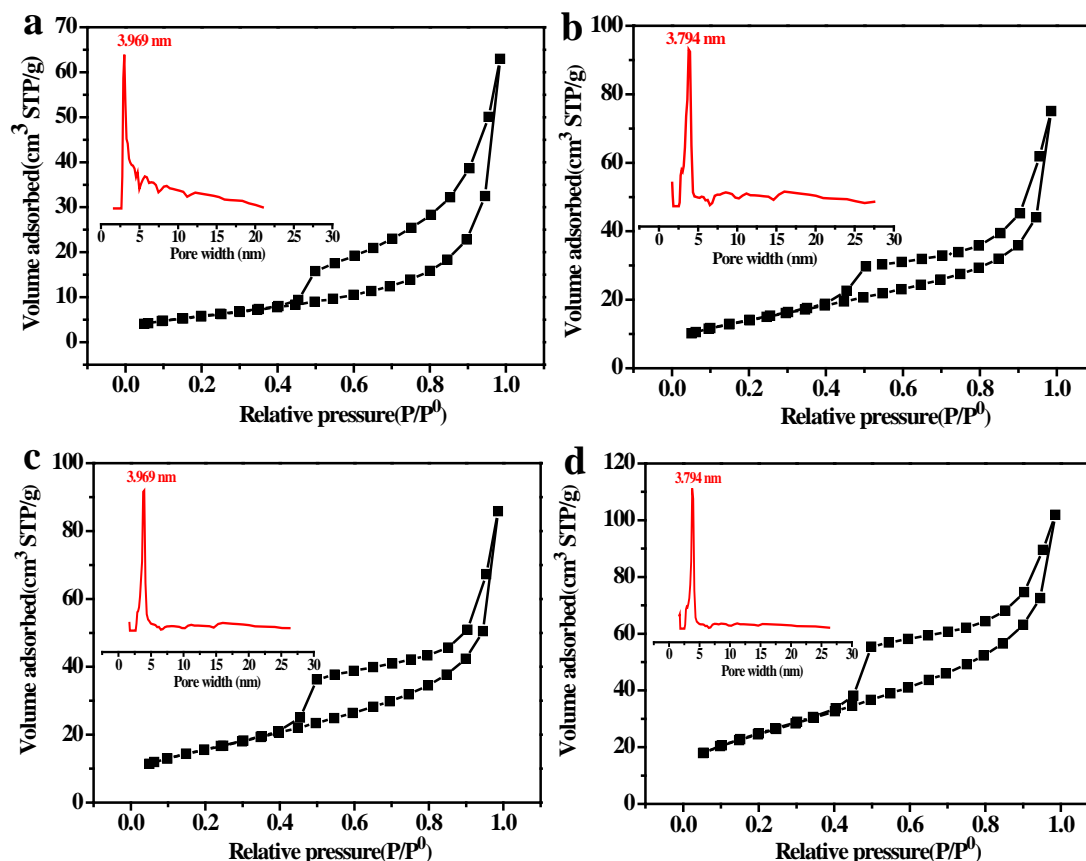 a
3.969 nm
Volume adsorbed(cm³ STP/g)
70
60
50
40
30
20
10
0
0 5 10 15 20 25 30
Pore width (nm)
0.0 0.2 0.4 0.6 0.8 1.0
Relative pressure(P/P⁰)
b
3.794 nm
Volume adsorbed(cm³ STP/g)
100
80
60
40
20
0
0 5 10 15 20 25 30
Pore width (nm)
0.0 0.2 0.4 0.6 0.8 1.0
Relative pressure(P/P⁰)
c
3.969 nm
Volume adsorbed(cm³ STP/g)
100
80
60
40
20
0
0 5 10 15 20 25 30
Pore width (nm)
0.0 0.2 0.4 0.6 0.8 1.0
Relative pressure(P/P⁰)
d
3.794 nm
Volume adsorbed(cm³ STP/g)
120
100
80
60
40
20
0
0 5 10 15 20 25 30
Pore width (nm)
0.0 0.2 0.4 0.6 0.8 1.0
Relative pressure(P/P⁰)